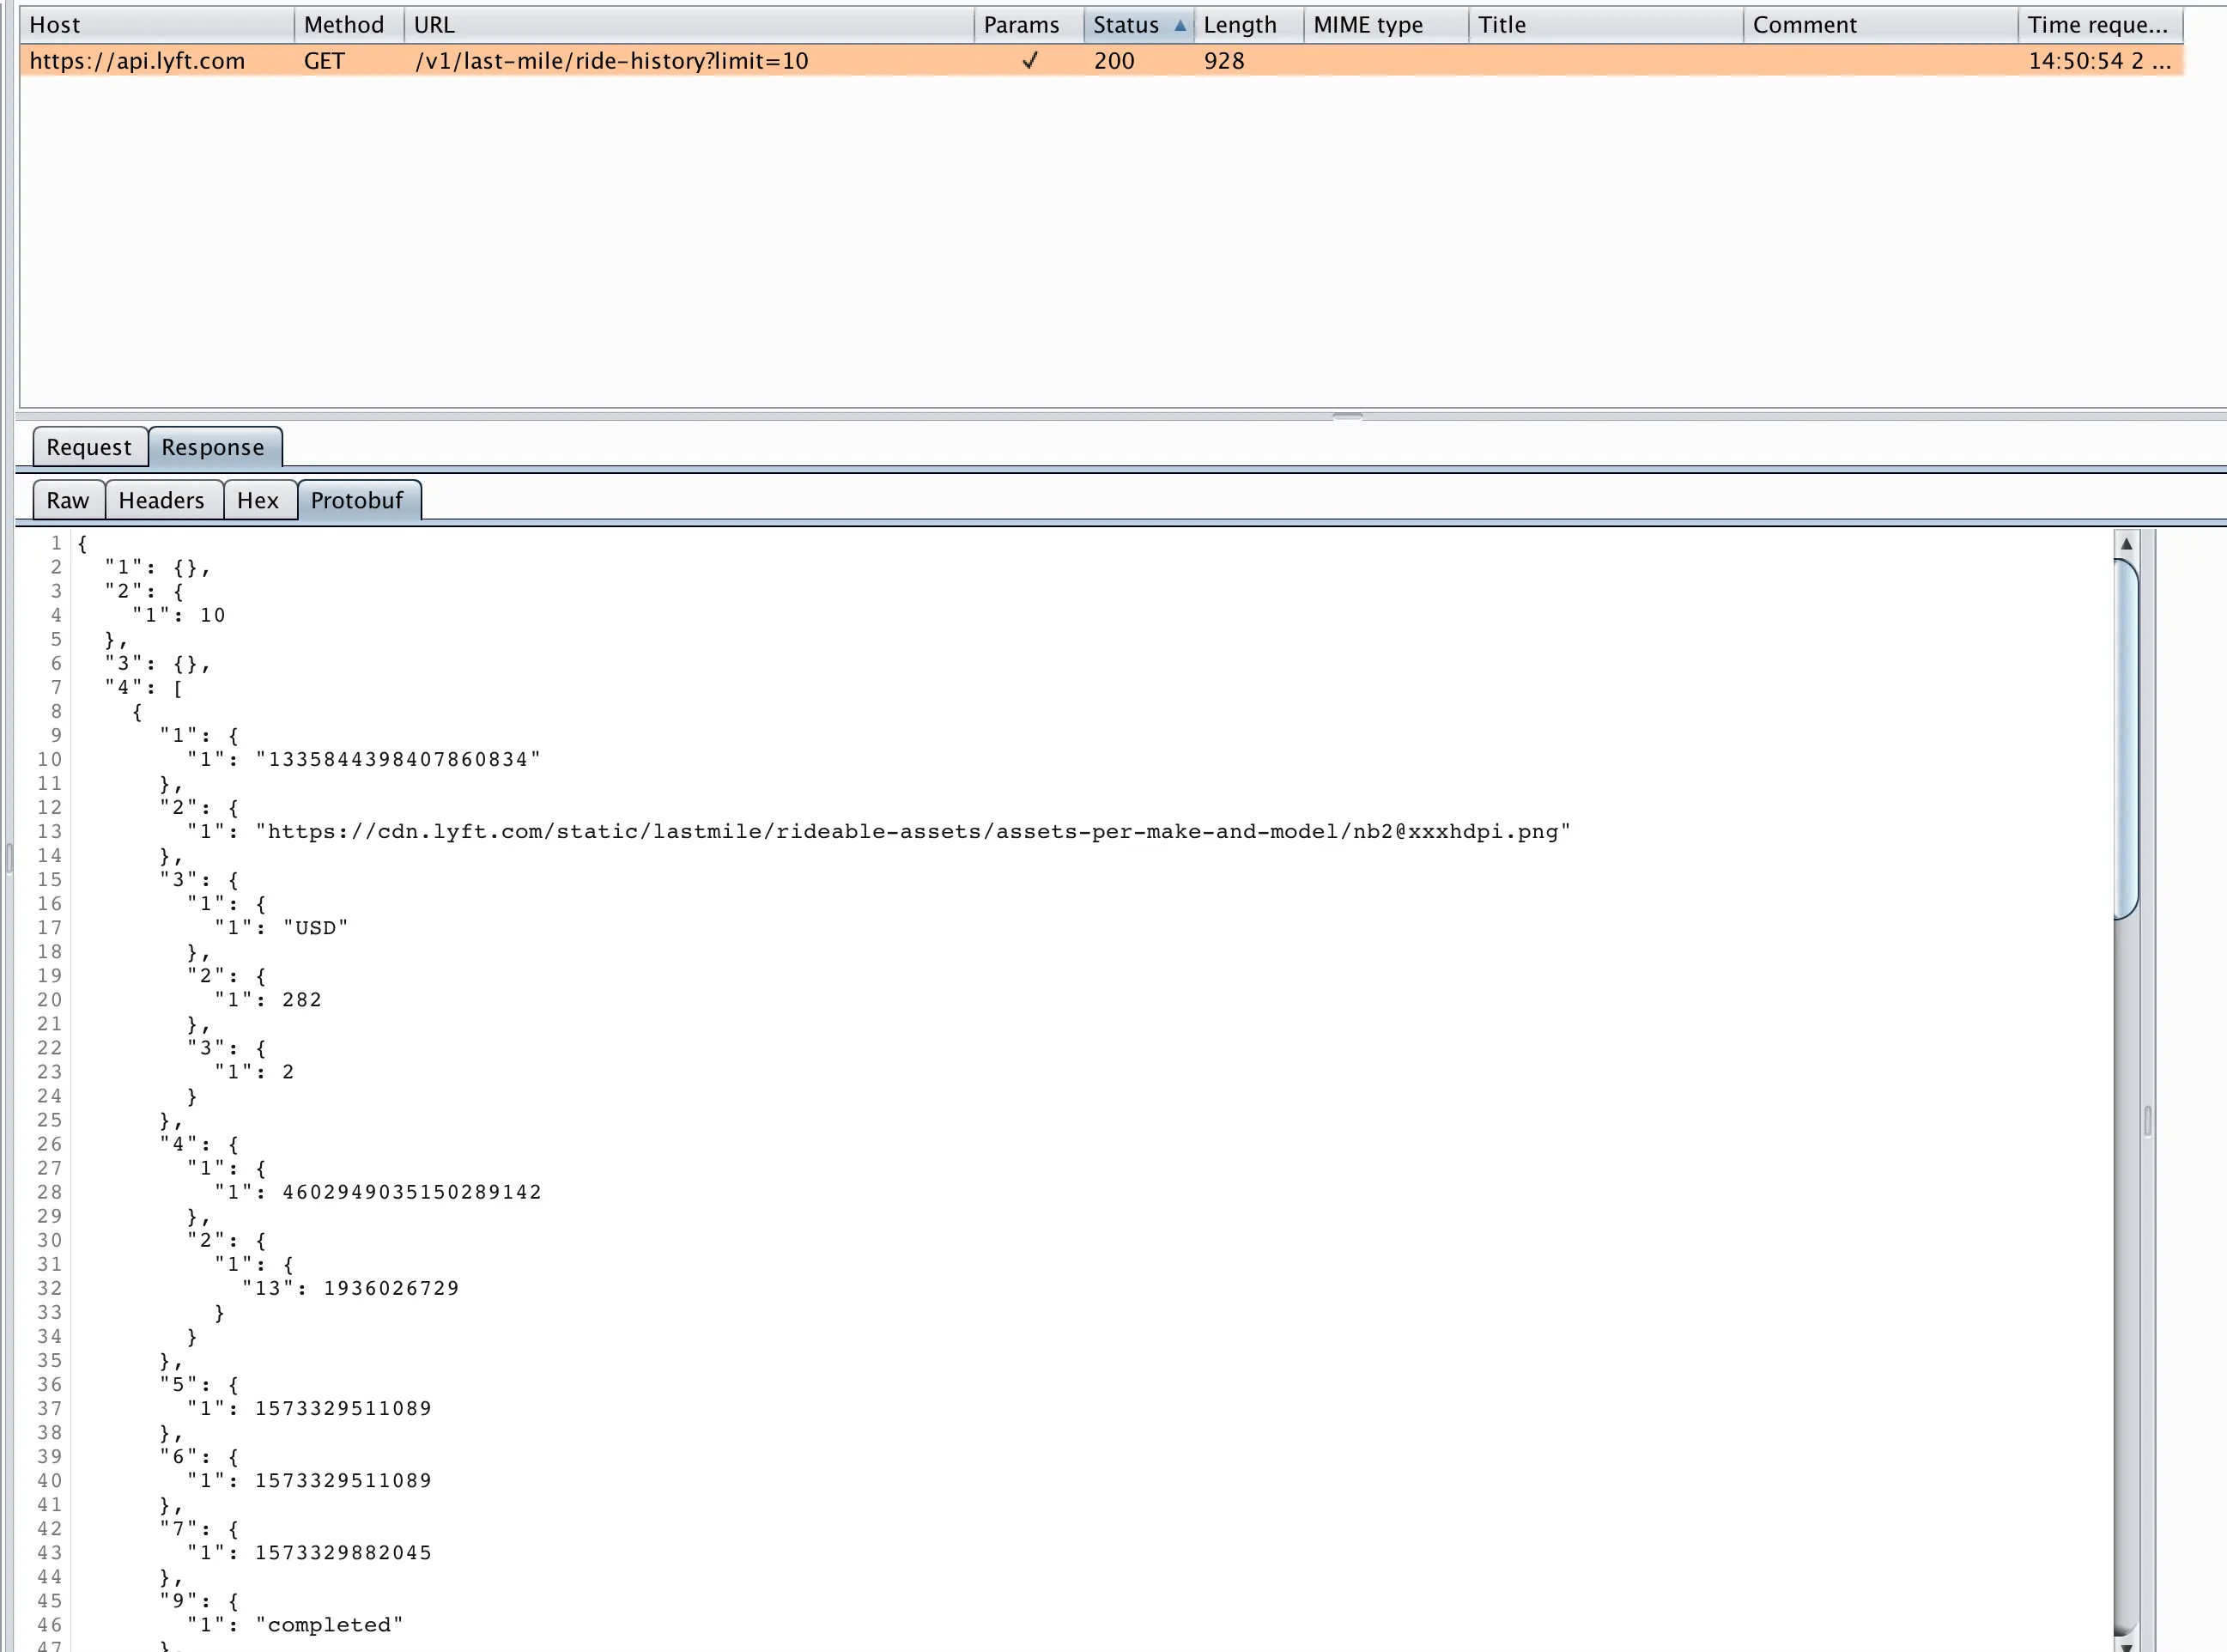 Host Method URL Params Status Length MIME type Title Comment Time reque...
https://api.lyft.com GET /v1/last-mile/ride-history?limit=10 ✓ 200 928 14:50:54 2 ...
Request Response
Raw Headers Hex Protobuf
1 {
2 "1": {},
3 "2": {
4 "1": 10
5 },
6 "3": {},
7 "4": [
8 {
9 "1": {
10 "1": "1335844398407860834"
11 },
12 "2": {
13 "1": "https://cdn.lyft.com/static/lastmile/rideable-assets/assets-per-make-and-model/nb2@xxxhdpi.png"
14 },
15 "3": {
16 "1": {
17 "1": "USD"
18 },
19 "2": {
20 "1": 282
21 },
22 "3": {
23 "1": 2
24 }
25 },
26 "4": {
27 "1": {
28 "1": 4602949035150289142
29 },
30 "2": {
31 "1": {
32 "13": 1936026729
33 }
34 }
35 },
36 "5": {
37 "1": 1573329511089
38 },
39 "6": {
40 "1": 1573329511089
41 },
42 "7": {
43 "1": 1573329882045
44 },
45 "9": {
46 "1": "completed"
47 },